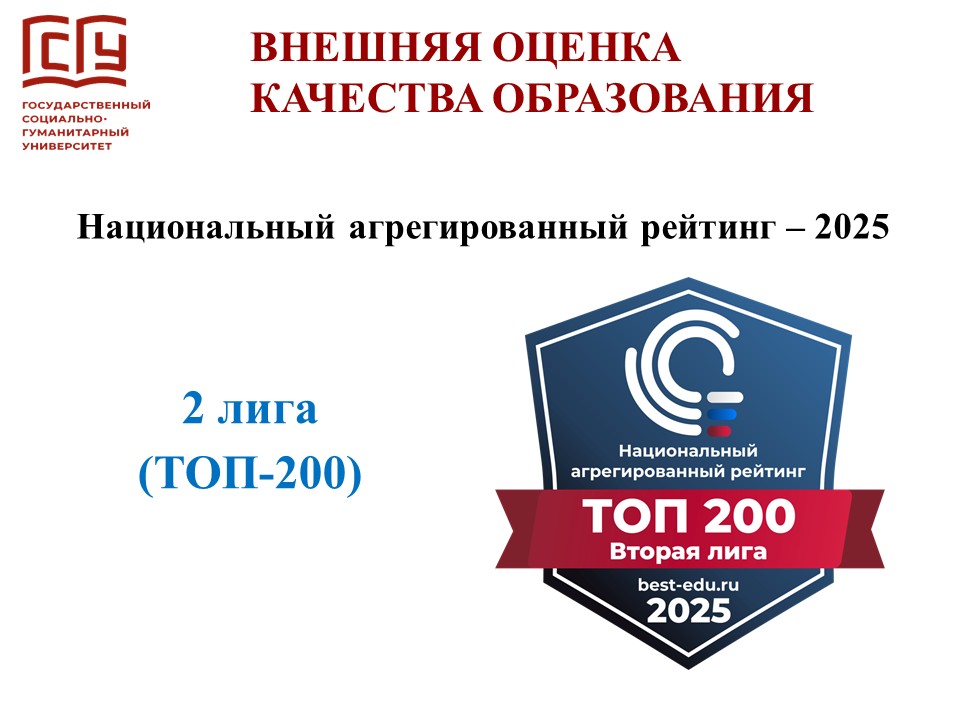 ГСГУ
ГОСУДАРСТВЕННЫЙ
СОЦИАЛЬНО-
ГУМАНИТАРНЫЙ
УНИВЕРСИТЕТ
ВНЕШНЯЯ ОЦЕНКА
КАЧЕСТВА ОБРАЗОВАНИЯ
Национальный агрегированный рейтинг – 2025
2 лига
(ТОП-200)
Национальный
агрегированный рейтинг
ТОП 200
Вторая лига
best-edu.ru
2025